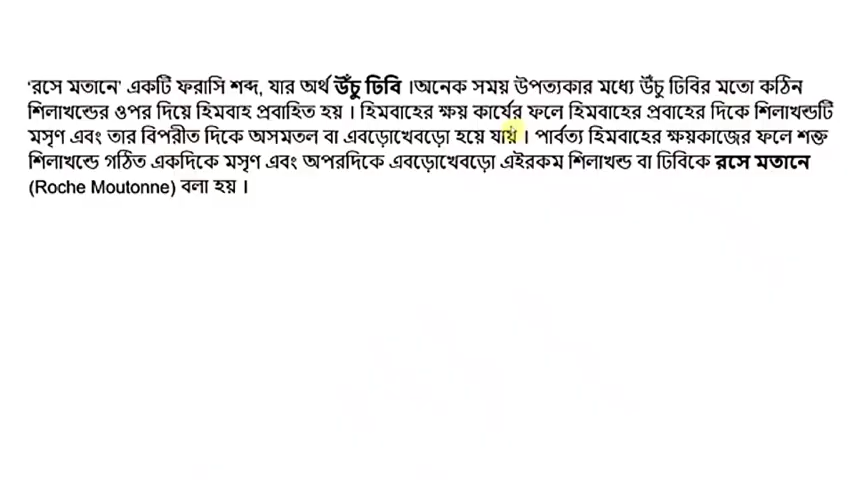 ‘রসে মতানে’ একটি ফরাসি শব্দ, যার অর্থ উঁচু ঢিবি ।অনেক সময় উপত্যকার মধ্যে উঁচু ঢিবির মতো কঠিন
শিলাখন্ডের ওপর দিয়ে হিমবাহ প্রবাহিত হয় । হিমবাহের ক্ষয় কার্যের ফলে হিমবাহের প্রবাহের দিকে শিলাখন্ডটি
মসৃণ এবং তার বিপরীত দিকে অসমতল বা এবড়োখেবড়ো হয়ে যায় । পার্বত্য হিমবাহের ক্ষয়কাজের ফলে শক্ত
শিলাখন্ডে গঠিত একদিকে মসৃণ এবং অপরদিকে এবড়োখেবড়ো এইরকম শিলাখন্ড বা ঢিবিকে রসে মতানে
(Roche Moutonne) বলা হয় ।